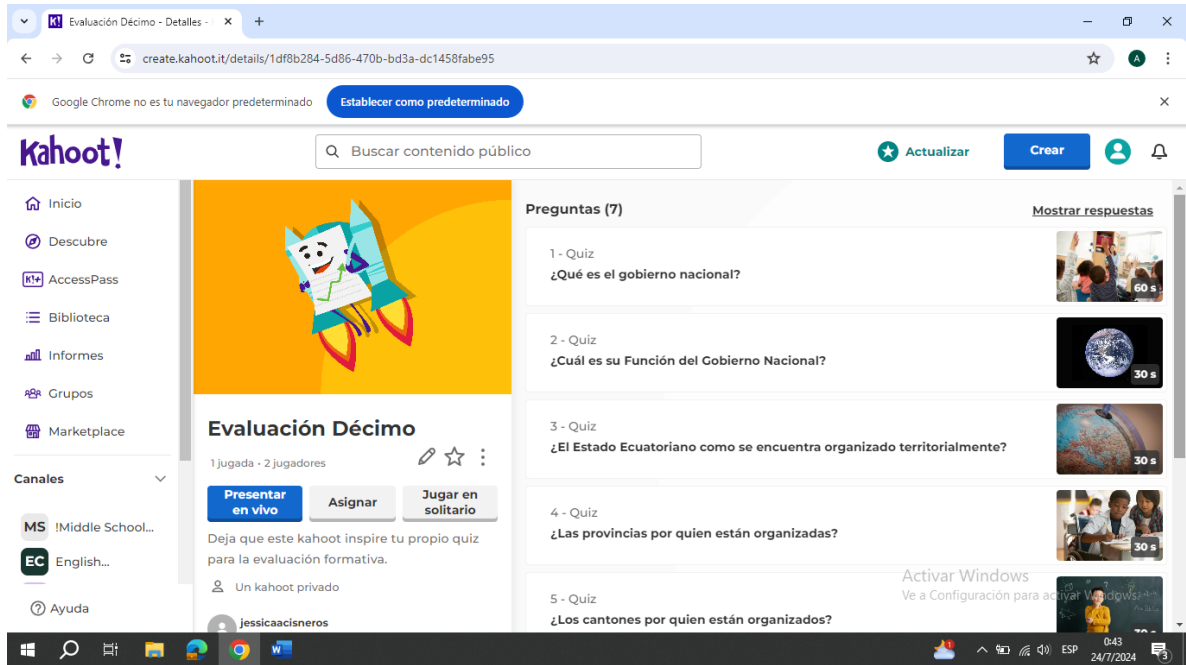 Evaluación Décimo - Detalles -
create.kahoot.it/details/1df8b284-5d86-470b-bd3a-dc1458fabe95
A
Google Chrome no es tu navegador predeterminado
Establecer como predeterminado
Kahoot!
Buscar contenido público
Actualizar
Crear
Inicio
Descubre
K!+ AccessPass
Biblioteca
Informes
Grupos
Marketplace
Canales
MS !Middle School...
EC English...
Ayuda
Evaluación Décimo
1 jugada · 2 jugadores
Presentar
en vivo
Asignar
Jugar en
solitario
Deja que este kahoot inspire tu propio quiz
para la evaluación formativa.
Un kahoot privado
jessicaacisneros
Preguntas (7)
Mostrar respuestas
1 - Quiz
¿Qué es el gobierno nacional?
60 s
2 - Quiz
¿Cuál es su Función del Gobierno Nacional?
30 s
3 - Quiz
¿El Estado Ecuatoriano como se encuentra organizado territorialmente?
30 s
4 - Quiz
¿Las provincias por quien están organizadas?
30 s
5 - Quiz
¿Los cantones por quien están organizados?
Activar Windows
Ve a Configuración para activar Windows.
ESP
0:43
24/7/2024
3